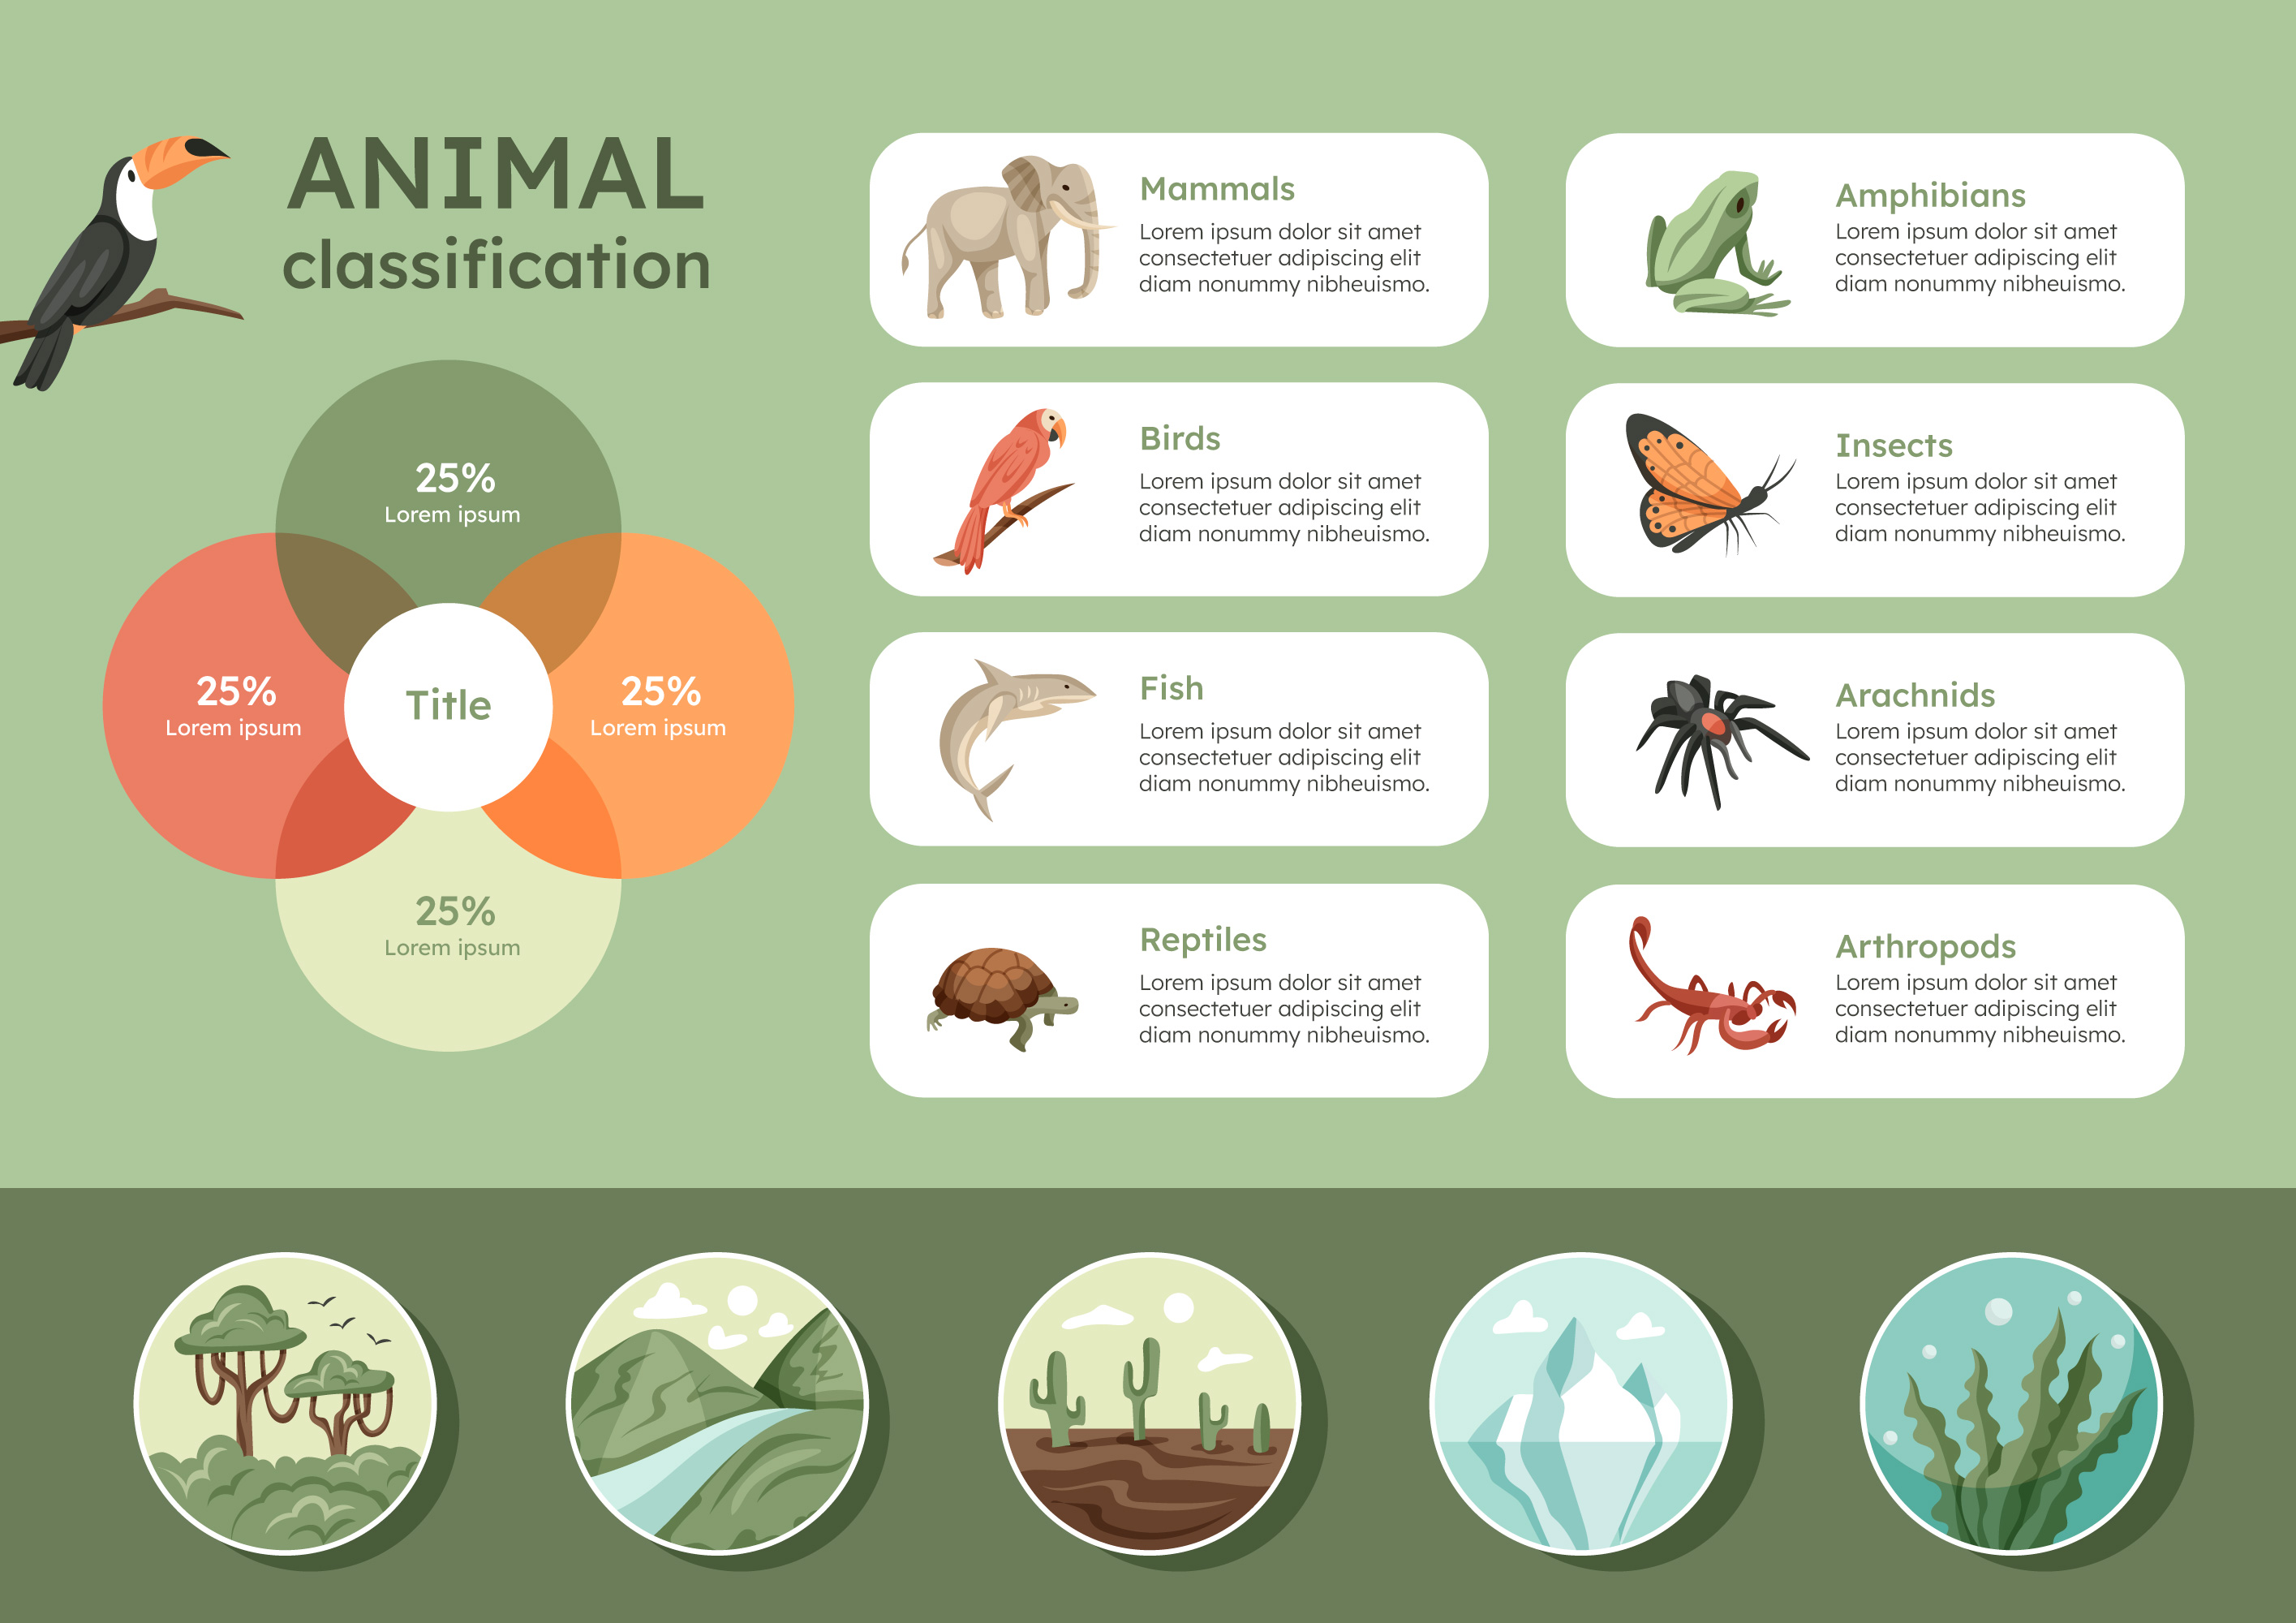 ANIMAL
classification
25%
Lorem ipsum
25%
Lorem ipsum
Title
25%
Lorem ipsum
25%
Lorem ipsum
Mammals
Lorem ipsum dolor sit amet
consectetuer adipiscing elit
diam nonummy nibheuismo.
Birds
Lorem ipsum dolor sit amet
consectetuer adipiscing elit
diam nonummy nibheuismo.
Fish
Lorem ipsum dolor sit amet
consectetuer adipiscing elit
diam nonummy nibheuismo.
Reptiles
Lorem ipsum dolor sit amet
consectetuer adipiscing elit
diam nonummy nibheuismo.
Amphibians
Lorem ipsum dolor sit amet
consectetuer adipiscing elit
diam nonummy nibheuismo.
Insects
Lorem ipsum dolor sit amet
consectetuer adipiscing elit
diam nonummy nibheuismo.
Arachnids
Lorem ipsum dolor sit amet
consectetuer adipiscing elit
diam nonummy nibheuismo.
Arthropods
Lorem ipsum dolor sit amet
consectetuer adipiscing elit
diam nonummy nibheuismo.